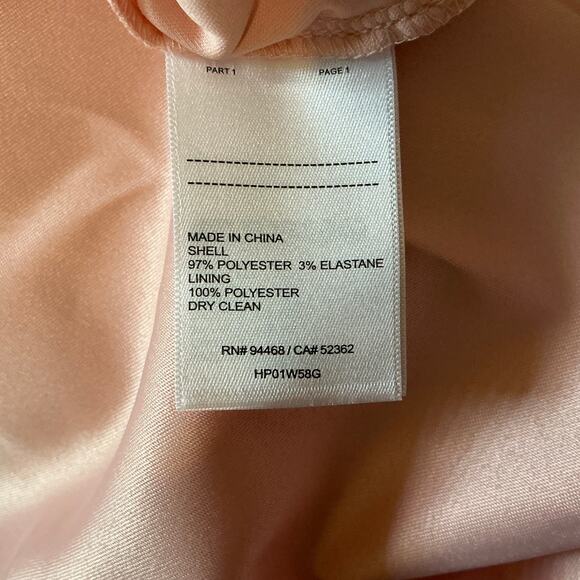 PART 1 PAGE 1
MADE IN CHINA
SHELL
97% POLYESTER 3% ELASTANE
LINING
100% POLYESTER
DRY CLEAN
RN# 94468 / CA# 52362
HP01W58G